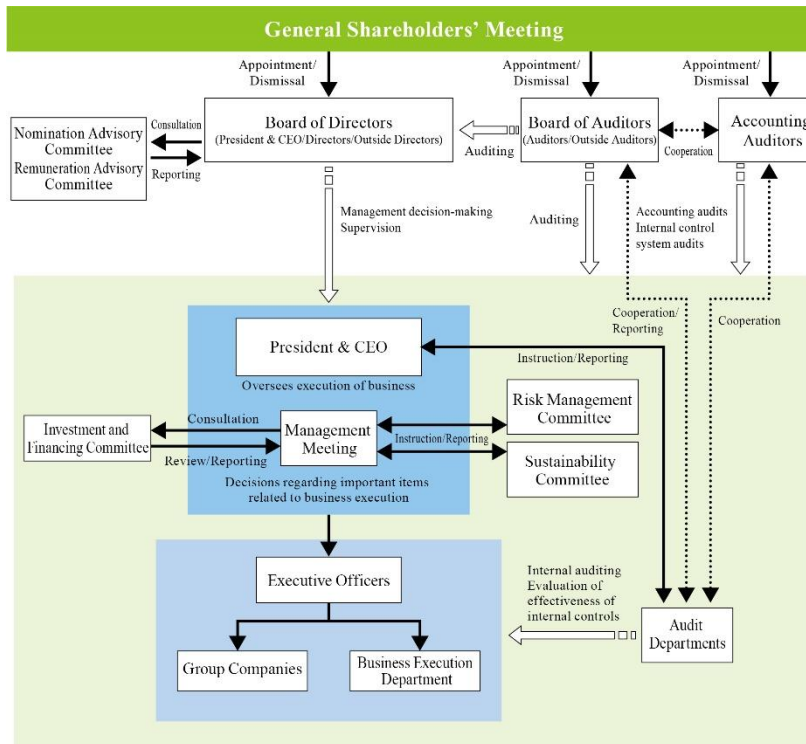 General Shareholders' Meeting
Appointment/
Dismissal
Appointment/
Dismissal
Appointment/
Dismissal
Nomination Advisory
Committee
Remuneration Advisory
Committee
Consultation
Reporting
Board of Directors
(President & CEO/Directors/Outside Directors)
Auditing
Board of Auditors
(Auditors/Outside Auditors)
Cooperation
Accounting
Auditors
Management decision-making
Supervision
Auditing
Accounting audits
Internal control
system audits
Cooperation/
Reporting
Cooperation
President & CEO
Oversees execution of business
Instruction/Reporting
Investment and
Financing Committee
Consultation
Review/Reporting
Management
Meeting
Instruction/Reporting
Risk Management
Committee
Sustainability
Committee
Decisions regarding important items
related to business execution
Executive Officers
Group Companies
Business Execution
Department
Internal auditing
Evaluation of
effectiveness of
internal controls
Audit
Departments